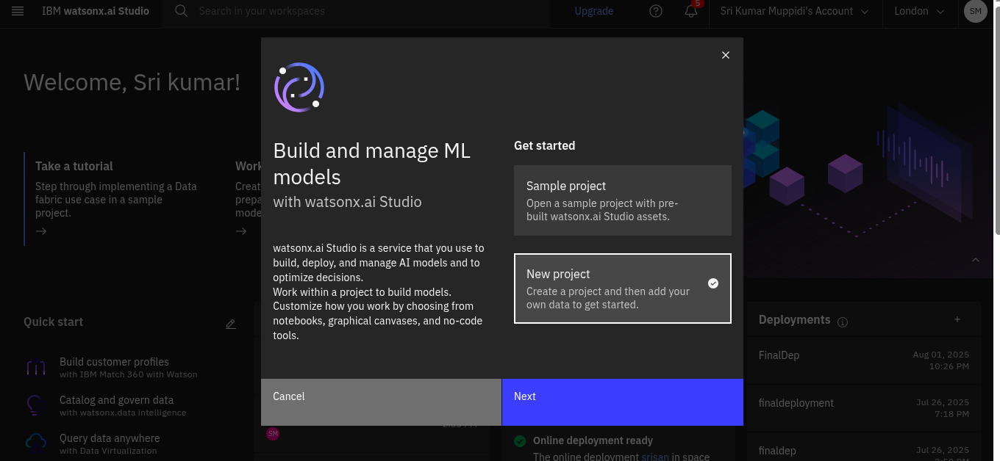 IBM watsonx.ai Studio
Search in your workspaces
Upgrade
5
Sri Kumar Muppidi's Account
London
SM
Welcome, Sri kumar!
Take a tutorial
Step through implementing a Data
fabric use case in a sample
project.
Work
Creat
prepa
mode
Build and manage ML
models
with watsonx.ai Studio
watsonx.ai Studio is a service that you use to
build, deploy, and manage AI models and to
optimize decisions.
Work within a project to build models.
Customize how you work by choosing from
notebooks, graphical canvases, and no-code
tools.
Get started
Sample project
Open a sample project with pre-
built watsonx.ai Studio assets.
New project
Create a project and then add your
own data to get started.
Cancel
Next
Quick start
Build customer profiles
with IBM Match 360 with Watson
Catalog and govern data
with watsonx.data intelligence
Query data anywhere
with Data Virtualization
SM
Online deployment ready
The online deployment srisan in space
Deployments
FinalDep
Aug 01, 2025
10:26 PM
finaldeployment
Jul 26, 2025
7:18 PM
finaldep
Jul 26, 2025